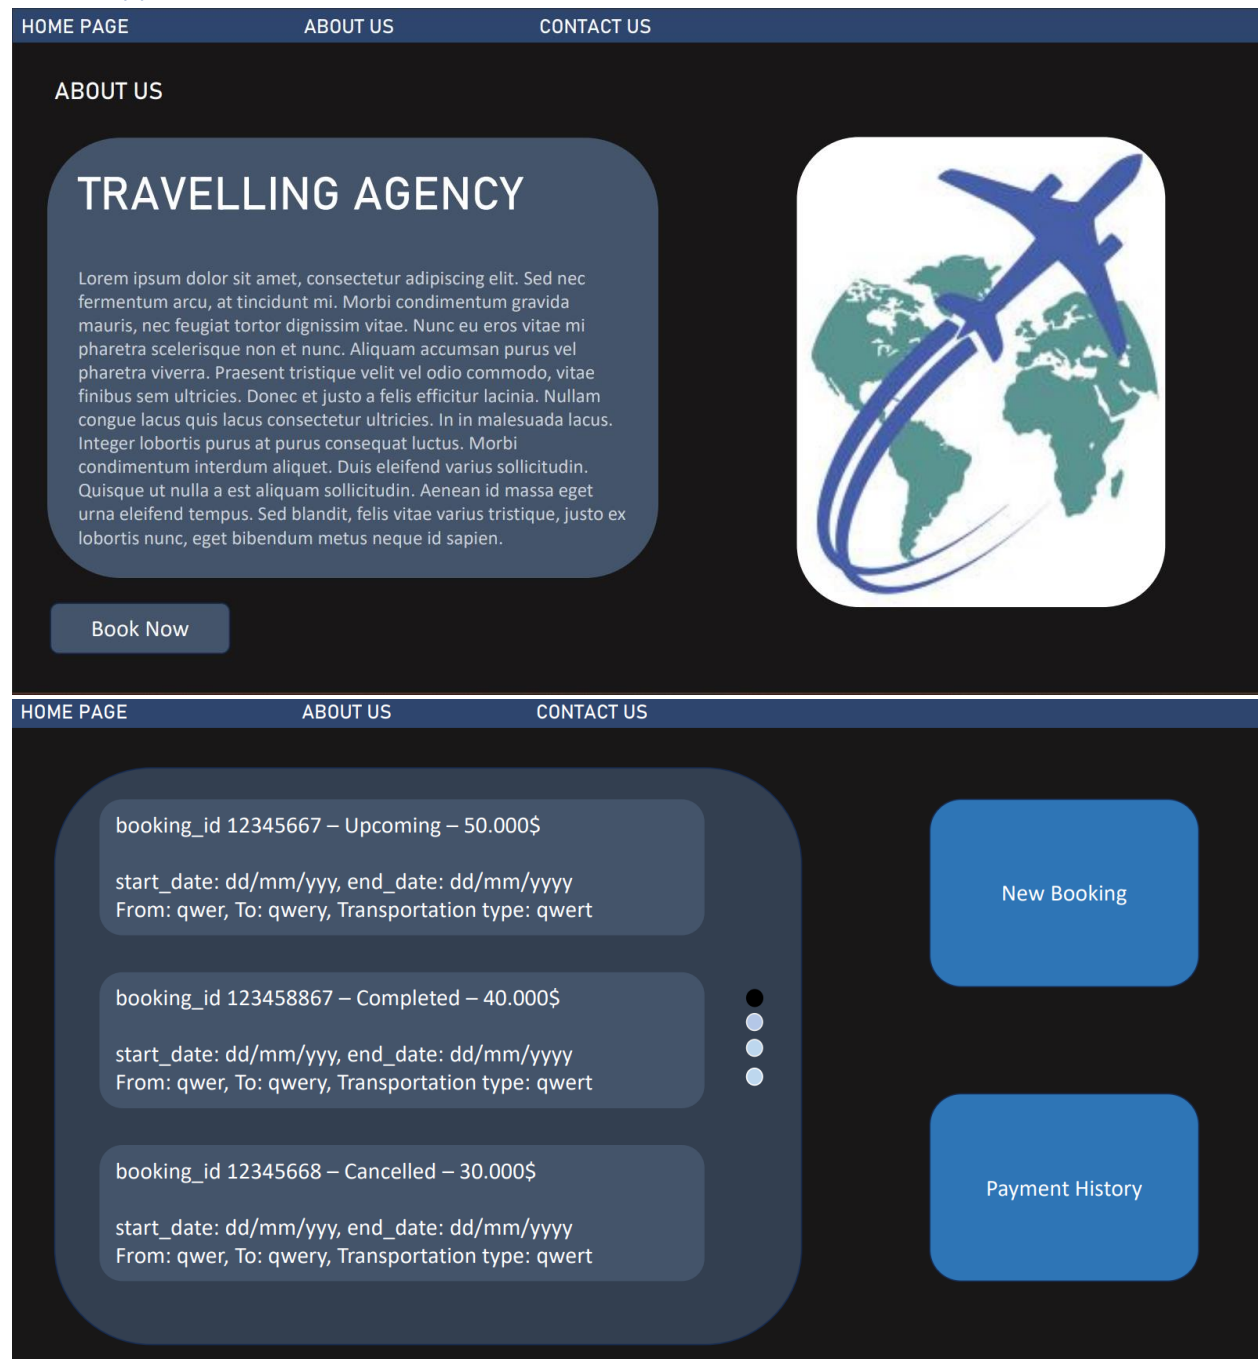 HOME PAGE ABOUT US CONTACT US
ABOUT US
TRAVELLING AGENCY
Lorem ipsum dolor sit amet, consectetur adipiscing elit. Sed nec
fermentum arcu, at tincidunt mi. Morbi condimentum gravida
mauris, nec feugiat tortor dignissim vitae. Nunc eu eros vitae mi
pharetra scelerisque non et nunc. Aliquam accumsan purus vel
pharetra viverra. Praesent tristique velit vel odio commodo, vitae
finibus sem ultricies. Donec et justo a felis efficitur lacinia. Nullam
congue lacus quis lacus consectetur ultricies. In in malesuada lacus.
Integer lobortis purus at purus consequat luctus. Morbi
condimentum interdum aliquet. Duis eleifend varius sollicitudin.
Quisque ut nulla a est aliquam sollicitudin. Aenean id massa eget
urna eleifend tempus. Sed blandit, felis vitae varius tristique, justo ex
lobortis nunc, eget bibendum metus neque id sapien.
Book Now
HOME PAGE ABOUT US CONTACT US
booking_id 12345667 – Upcoming – 50.000$
start_date: dd/mm/yyy, end_date: dd/mm/yyyy
From: qwer, To: qwery, Transportation type: qwert
New Booking
booking_id 123458867 – Completed – 40.000$
start_date: dd/mm/yyy, end_date: dd/mm/yyyy
From: qwer, To: qwery, Transportation type: qwert
booking_id 12345668 – Cancelled – 30.000$
start_date: dd/mm/yyy, end_date: dd/mm/yyyy
From: qwer, To: qwery, Transportation type: qwert
Payment History